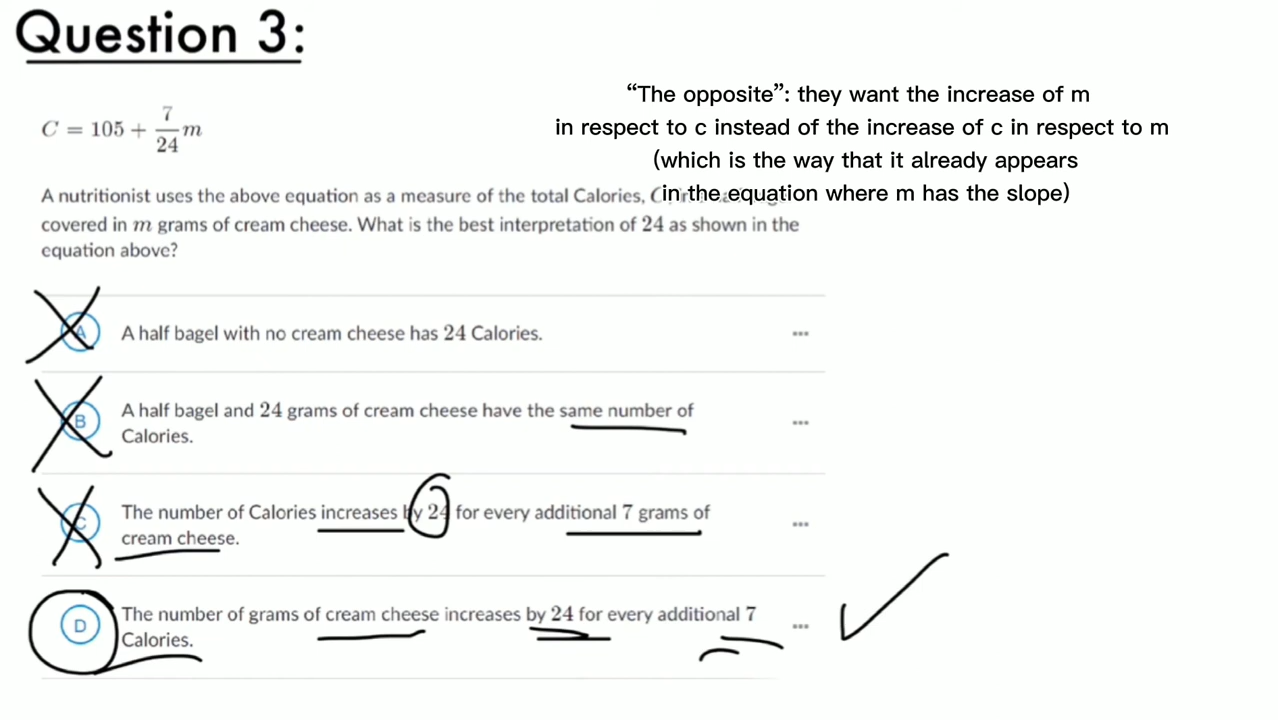 Question 3:
“The opposite”: they want the increase of m
in respect to c instead of the increase of c in respect to m
(which is the way that it already appears
in the equation where m has the slope)
C = 105 + 7/24 m
A nutritionist uses the above equation as a measure of the total Calories,
covered in m grams of cream cheese. What is the best interpretation of 24 as shown in the
equation above?
A
A half bagel with no cream cheese has 24 Calories.
B
A half bagel and 24 grams of cream cheese have the same number of
Calories.
C
The number of Calories increases by 24 for every additional 7 grams of
cream cheese.
D
The number of grams of cream cheese increases by 24 for every additional 7
Calories.